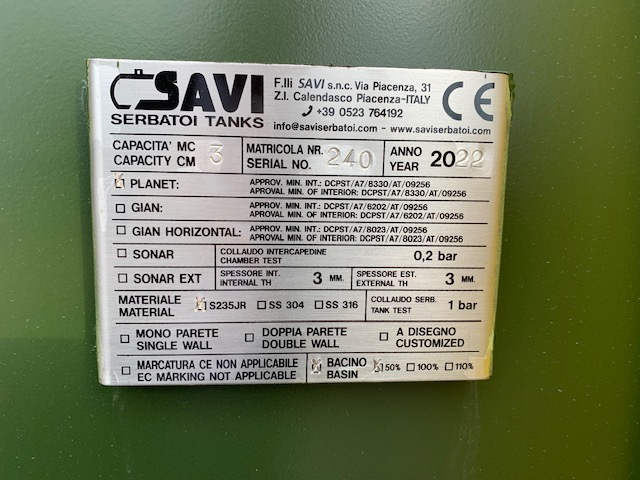 SAVI
SERBATOI TANKS
F.lli SAVI s.n.c. Via Piacenza, 31
Z.I. Calendasco Piacenza-ITALY
+39 0523 764192
info@saviserbatoi.com - www.saviserbatoi.com
CE
CAPACITA' MC
CAPACITY CM 3
MATRICOLA NR.
SERIAL NO. 240
ANNO
YEAR 2022
PLANET: APPROV. MIN. INT.: DCPST/A7/8330/AT/09256
APROVAL MIN. OF INTERIOR: DCPST/A7/8330/AT/09256
GIAN: APPROV. MIN. INT.: DCPST/A7/6202/AT/09256
APROVAL MIN. OF INTERIOR: DCPST/A7/6202/AT/09256
GIAN HORIZONTAL: APPROV. MIN. INT.: DCPST/A7/8023/AT/09256
APROVAL MIN. OF INTERIOR: DCPST/A7/8023/AT/09256
SONAR
COLLAUDO INTERCAPEDINE
CHAMBER TEST
0,2 bar
SONAR EXT
SPESSORE INT.
INTERNAL TH
3 MM.
SPESSORE EST.
EXTERNAL TH
3 MM.
MATERIALE
MATERIAL
S235JR SS 304 SS 316
COLLAUDO SERB.
TANK TEST
1 bar
MONO PARETE
SINGLE WALL
DOPPIA PARETE
DOUBLE WALL
A DISEGNO
CUSTOMIZED
MARCATURA CE NON APPLICABILE
EC MARKING NOT APPLICABLE
BACINO
BASIN
50% 100% 110%